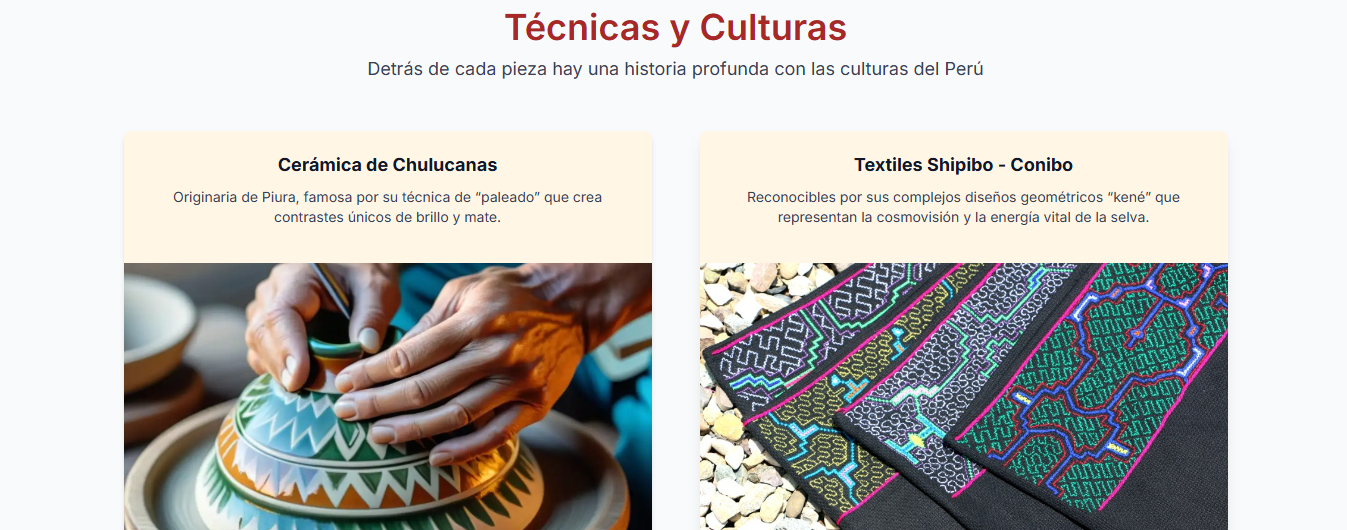 Técnicas y Culturas
Detrás de cada pieza hay una historia profunda con las culturas del Perú
Cerámica de Chulucanas
Originaria de Piura, famosa por su técnica de “paleado” que crea
contrastes únicos de brillo y mate.
Textiles Shipibo - Conibo
Reconocibles por sus complejos diseños geométricos “kené” que
representan la cosmovisión y la energía vital de la selva.